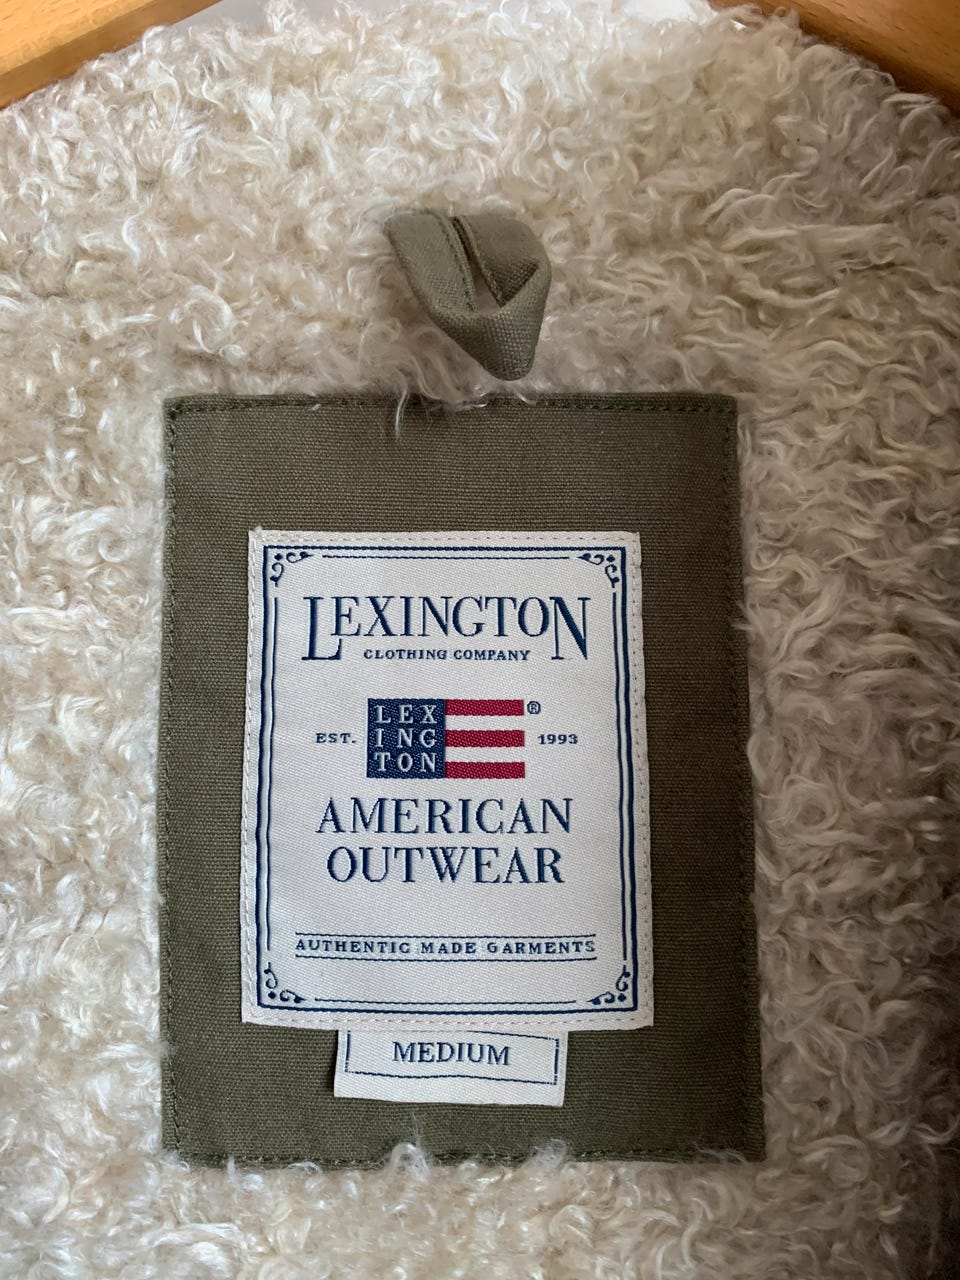 LEXINGTON
CLOTHING COMPANY
LEX
ING
TON
®
EST. 1993
AMERICAN
OUTWEAR
AUTHENTIC MADE GARMENTS
MEDIUM